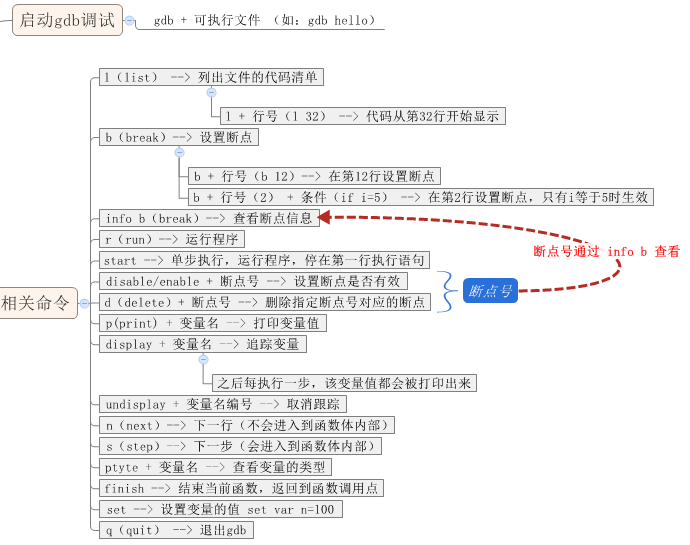 启动gdb调试
gdb + 可执行文件 （如：gdb hello）
l（list） --> 列出文件的代码清单
l + 行号（l 32） --> 代码从第32行开始显示
b（break）--> 设置断点
b + 行号（b 12）--> 在第12行设置断点
b + 行号（2） + 条件（if i=5） --> 在第2行设置断点，只有i等于5时生效
info b（break）--> 查看断点信息
r（run）--> 运行程序
断点号通过 info b 查看
start --> 单步执行，运行程序，停在第一行执行语句
disable/enable + 断点号 --> 设置断点是否有效
断点号
相关命令
d（delete）+ 断点号 --> 删除指定断点号对应的断点
p(print) + 变量名 --> 打印变量值
display + 变量名 --> 追踪变量
之后每执行一步，该变量值都会被打印出来
undisplay + 变量名编号 --> 取消跟踪
n（next）--> 下一行（不会进入到函数体内部）
s（step）--> 下一步（会进入到函数体内部）
ptyte + 变量名 --> 查看变量的类型
finish --> 结束当前函数，返回到函数调用点
set --> 设置变量的值 set var n=100
q（quit） --> 退出gdb